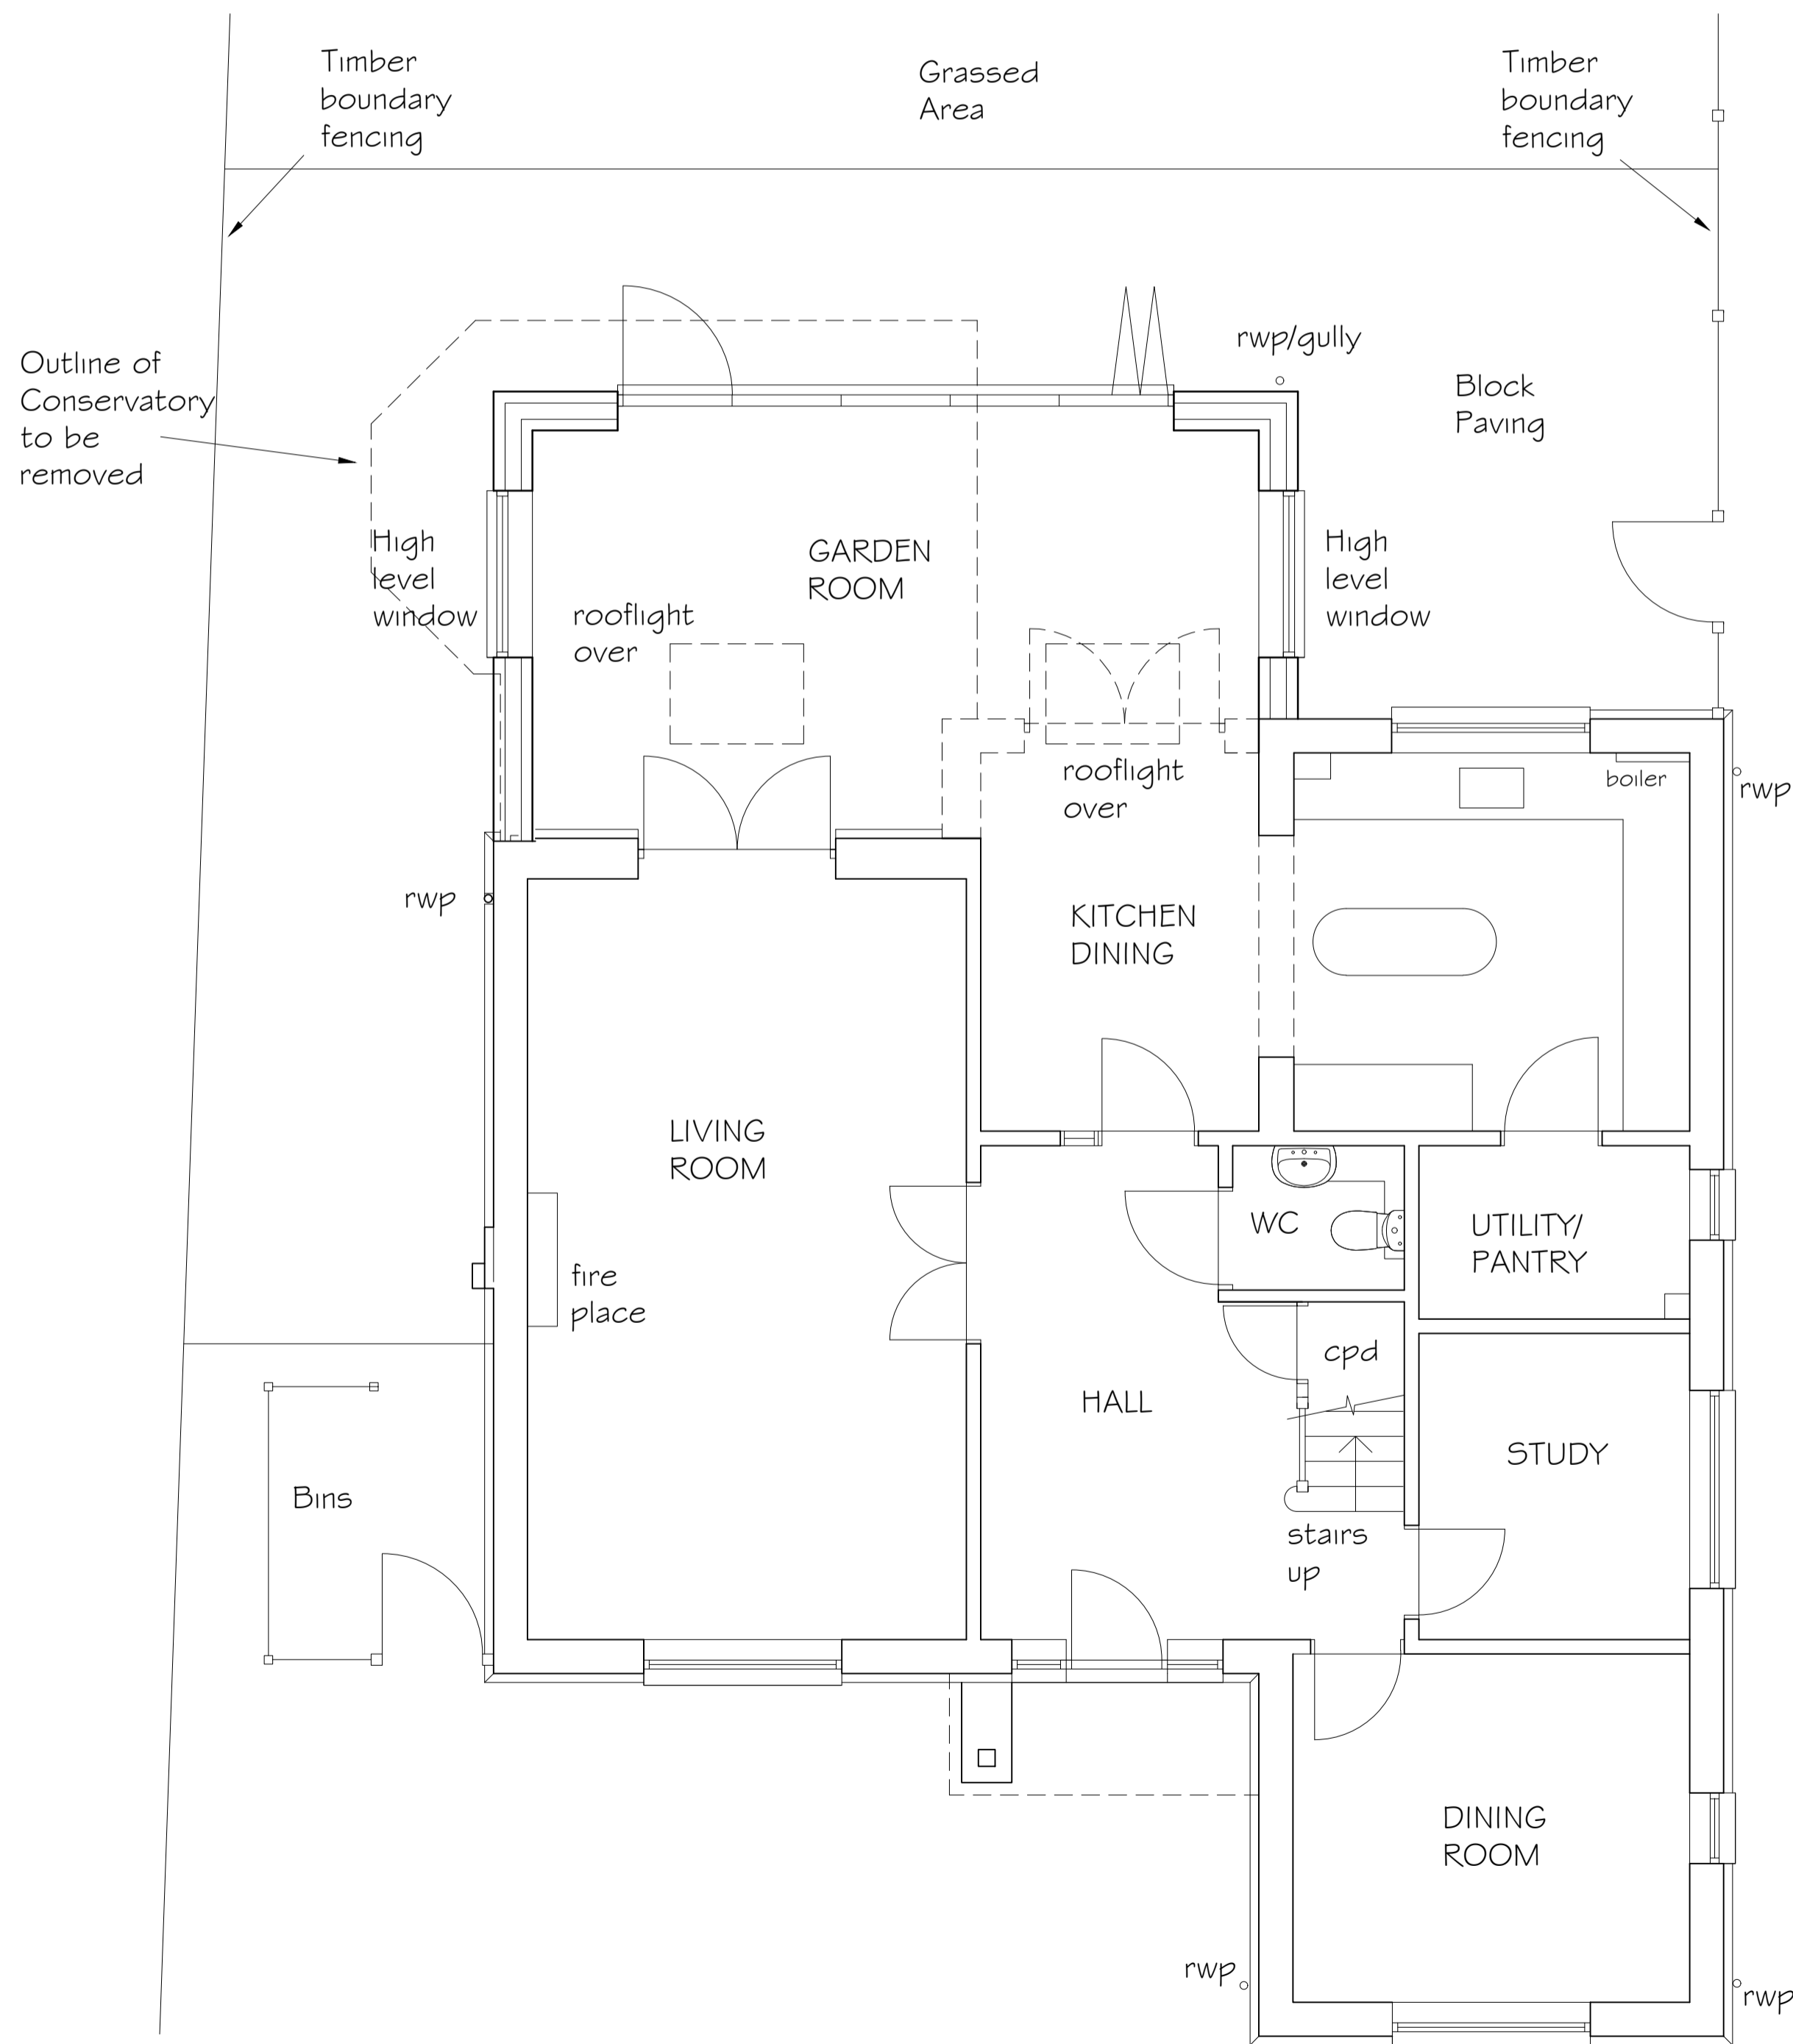 Timber
boundary
fencing
Grassed
Area
Timber
boundary
fencing
Outline of
Conservatory
to be
removed
rwp/gully
Block
Paving
High
level
window
GARDEN
ROOM
High
level
window
rooflight
over
rooflight
over
boiler
rwp
rwp
KITCHEN
DINING
LIVING
ROOM
WC
UTILITY/
PANTRY
fire
place
cpd
HALL
STUDY
Bins
stairs
up
DINING
ROOM
rwp
rwp